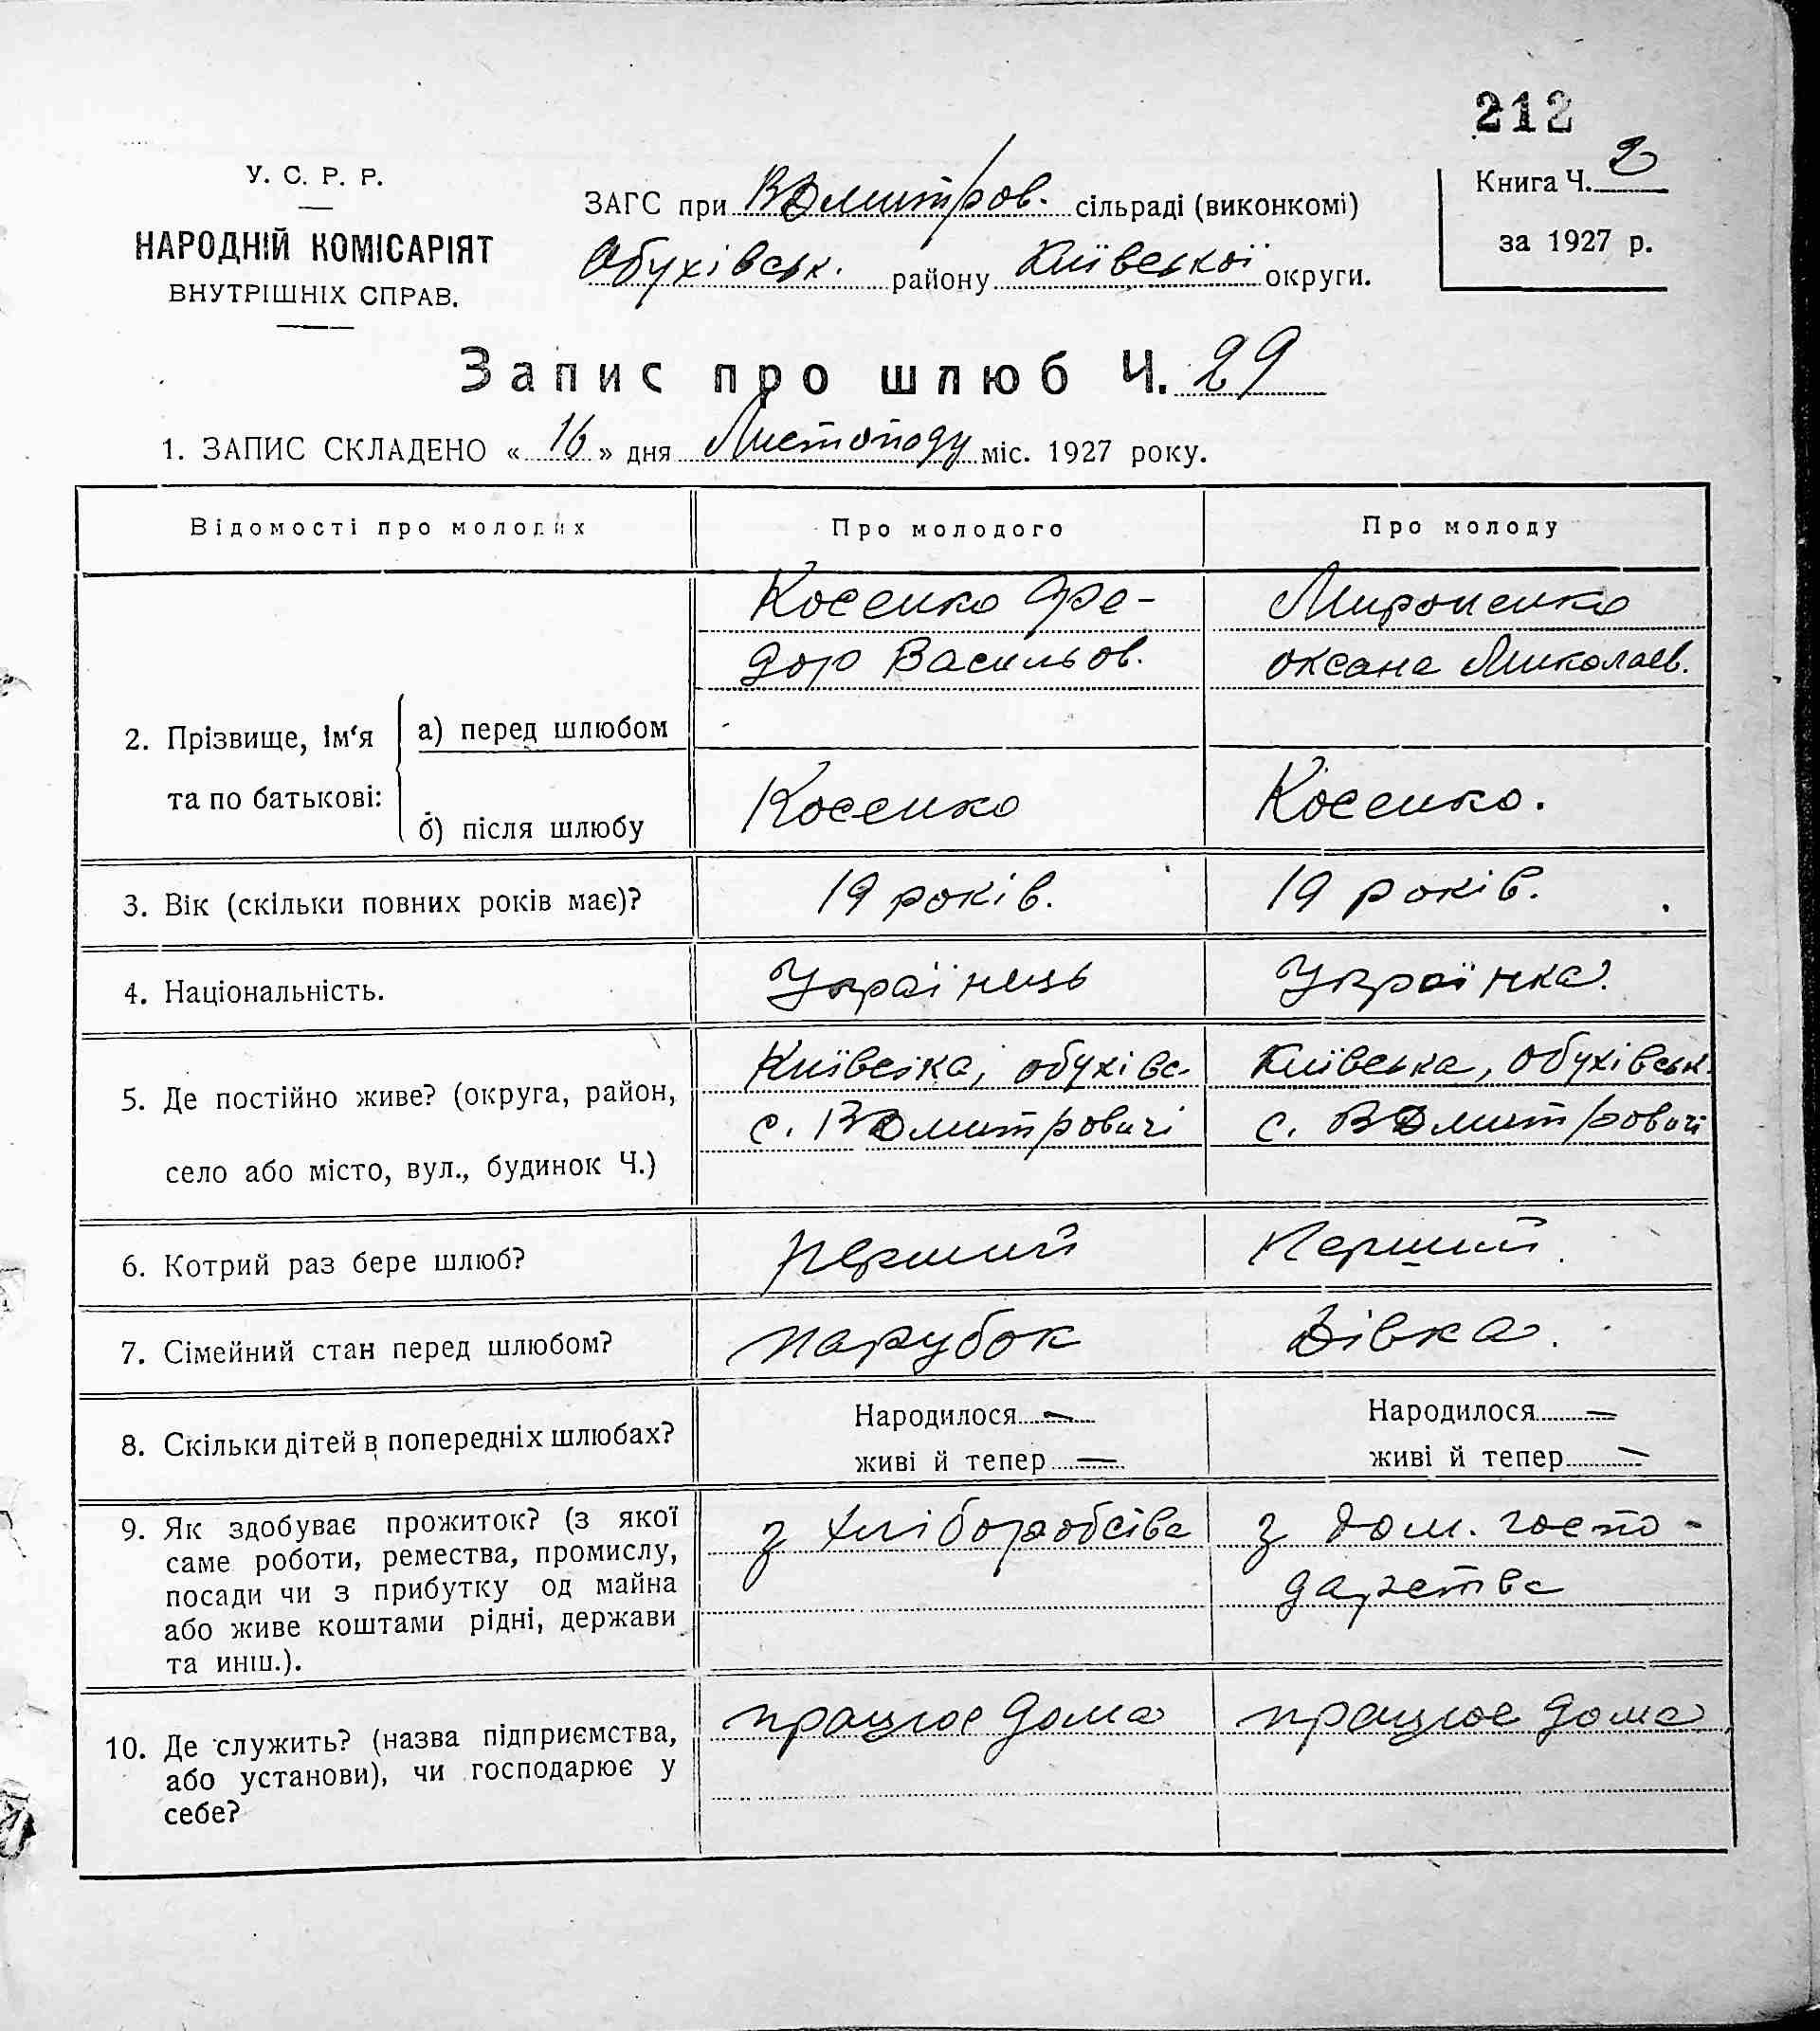 212
У. С. Р. Р.
НАРОДНІЙ КОМІСАРІЯТ
ВНУТРІШНІХ СПРАВ.
ЗАГС при ВДмитров. сільраді (виконкомі)
Обухівськ. району Київської округи.
Книга Ч. 2
за 1927 р.
Запис про шлюб Ч. 29
1. ЗАПИС СКЛАДЕНО « 16 » дня Листопаду міс. 1927 року.
Відомості про молодих
Про молодого
Про молоду
2. Прізвище, ім‘я
та по батькові:
а) перед шлюбом
Косенко Фе-
дор Васильов.
Мироненко
Оксана Миколаєв.
б) після шлюбу
Косенко
Косенко.
3. Вік (скільки повних років має)?
19 років.
19 років.
4. Національність.
Українець
Українка.
5. Де постійно живе? (округа, район,
село або місто, вул., будинок Ч.)
Київська, обухівс-
с. ВДмитровичі
Київська, Обухівськ.
с. ВДмитровичі
6. Котрий раз бере шлюб?
перший
Перший.
7. Сімейний стан перед шлюбом?
парубок
Дівка.
8. Скільки дітей в попередніх шлюбах?
Народилося —
живі й тепер —
Народилося —
живі й тепер —
9. Як здобуває прожиток? (з якої
саме роботи, ремества, промислу,
посади чи з прибутку од майна
або живе коштами рідні, держави
та инш.).
з хліборобсіва
з дом. госпо-
дарства
10. Де служить? (назва підприємства,
або установи), чи господарює у
себе?
працює дома
працює дома